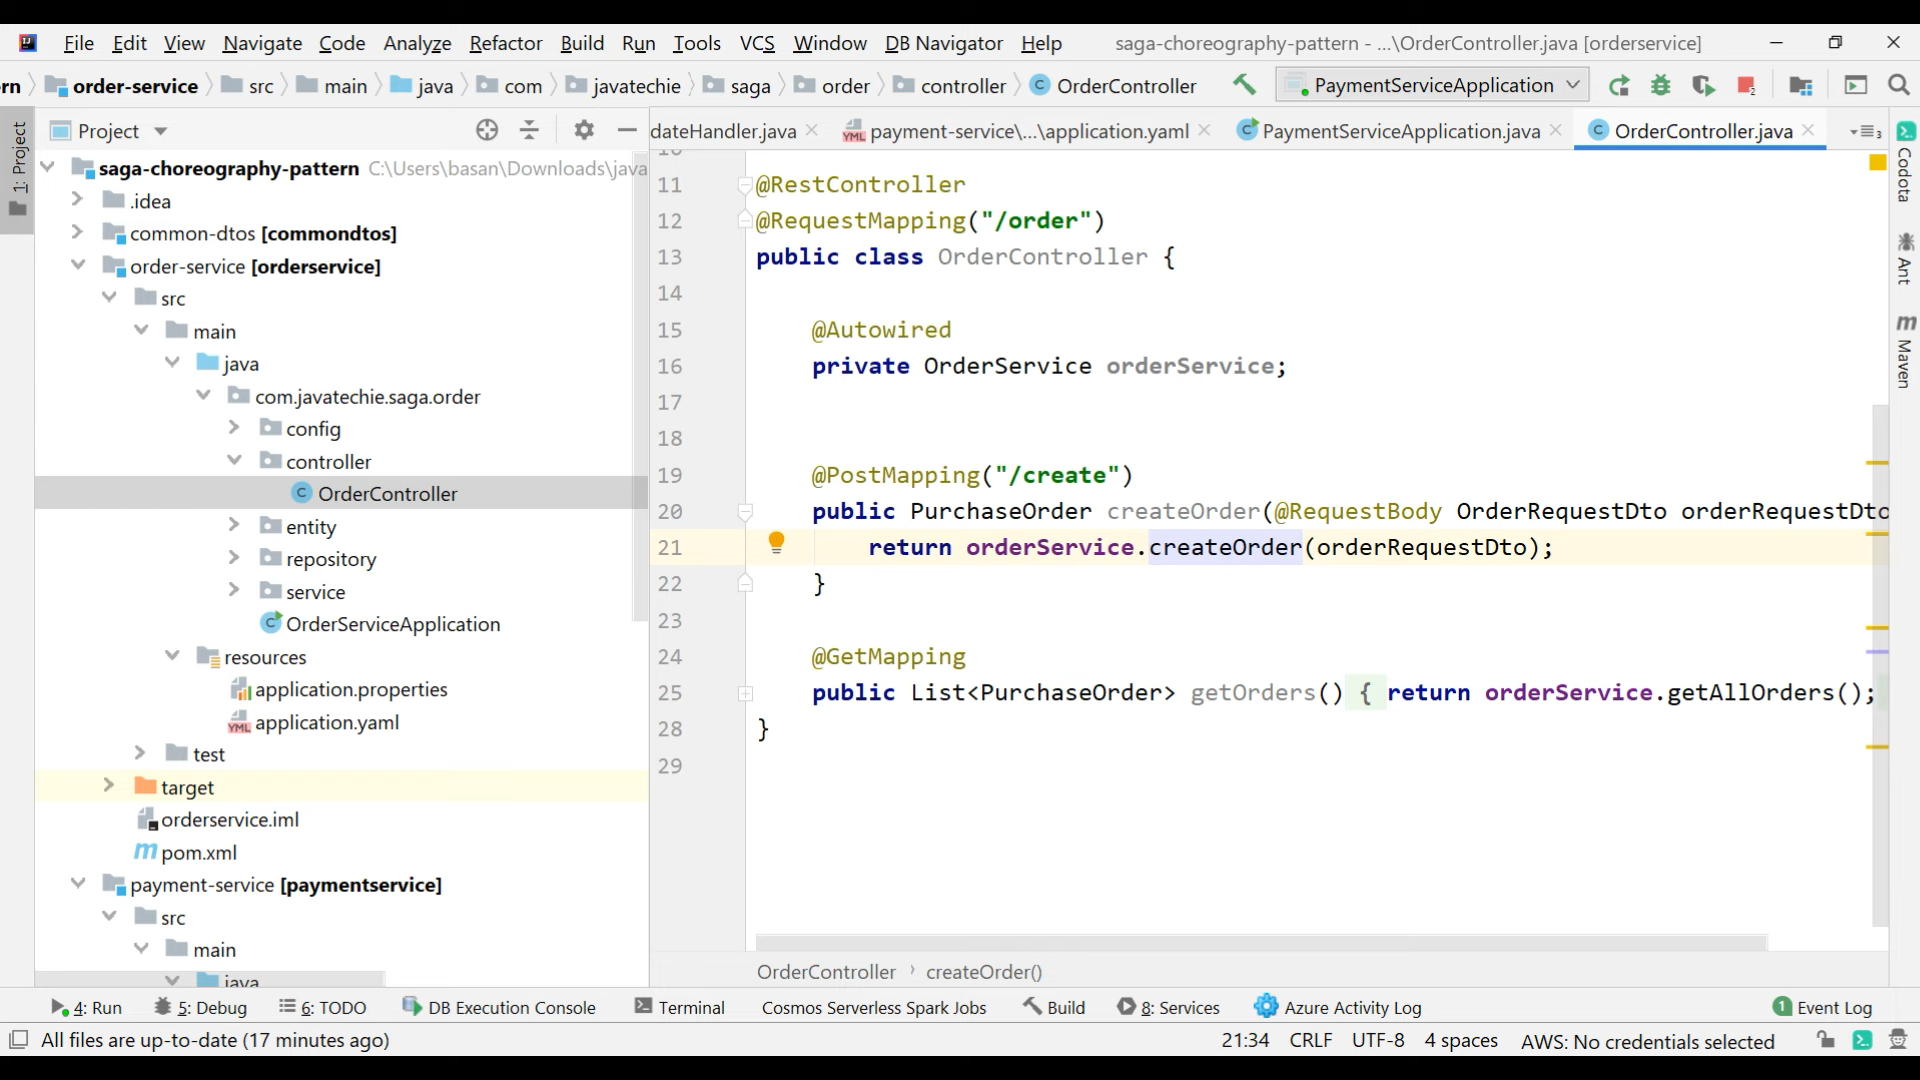 File Edit View Navigate Code Analyze Refactor Build Run Tools VCS Window DB Navigator Help saga-choreography-pattern - ...\OrderController.java [orderservice]
rn order-service src main java com javatechie saga order controller OrderController PaymentServiceApplication
Project
dateHandler.java payment-service\...\application.yaml PaymentServiceApplication.java OrderController.java
1: Project
saga-choreography-pattern C:\Users\basan\Downloads\java
.idea
common-dtos [commondtos]
order-service [orderservice]
src
main
java
com.javatechie.saga.order
config
controller
OrderController
entity
repository
service
OrderServiceApplication
resources
application.properties
application.yaml
test
target
orderservice.iml
pom.xml
payment-service [paymentservice]
src
main
java
11 @RestController
12 @RequestMapping("/order")
13 public class OrderController {
14
15 @Autowired
16 private OrderService orderService;
17
18
19 @PostMapping("/create")
20 public PurchaseOrder createOrder(@RequestBody OrderRequestDto orderRequestDto
21 return orderService.createOrder(orderRequestDto);
22 }
23
24 @GetMapping
25 public List<PurchaseOrder> getOrders() { return orderService.getAllOrders();
28 }
29
Codota
Ant
Maven
OrderController › createOrder()
4: Run 5: Debug 6: TODO DB Execution Console Terminal Cosmos Serverless Spark Jobs Build 8: Services Azure Activity Log 1 Event Log
All files are up-to-date (17 minutes ago) 21:34 CRLF UTF-8 4 spaces AWS: No credentials selected